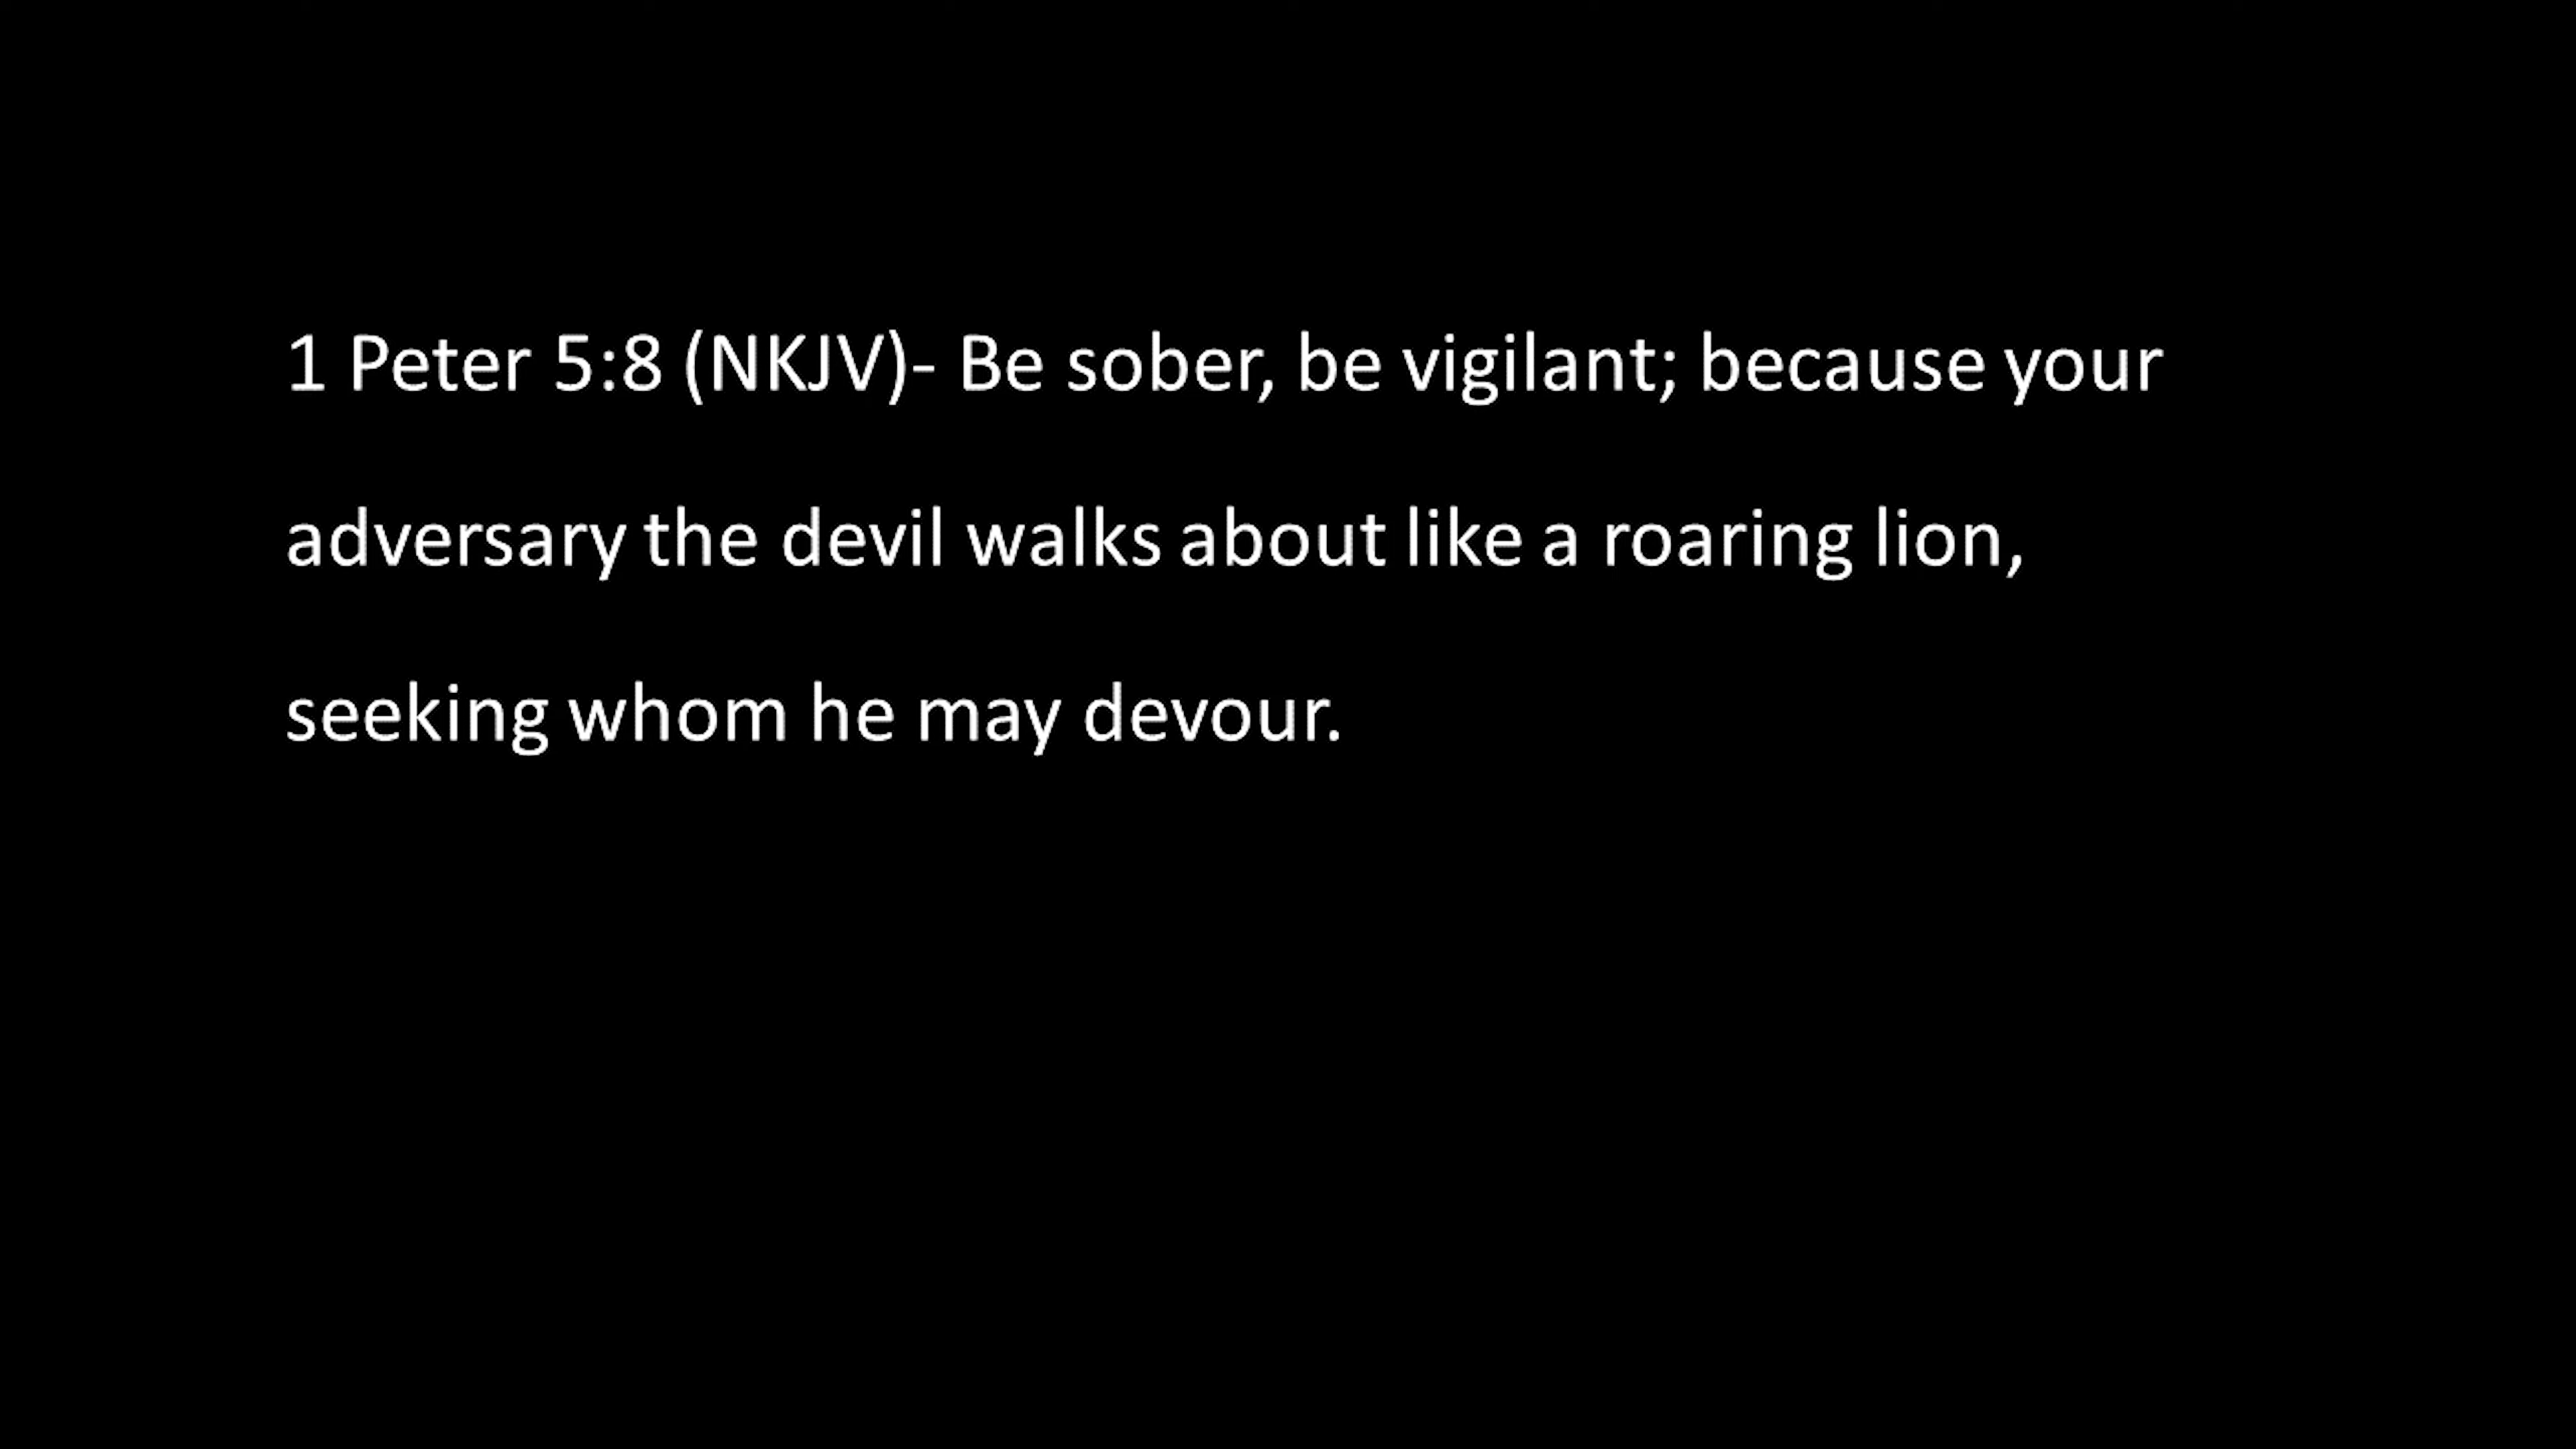 1 Peter 5:8 (NKJV)- Be sober, be vigilant; because your
adversary the devil walks about like a roaring lion,
seeking whom he may devour.